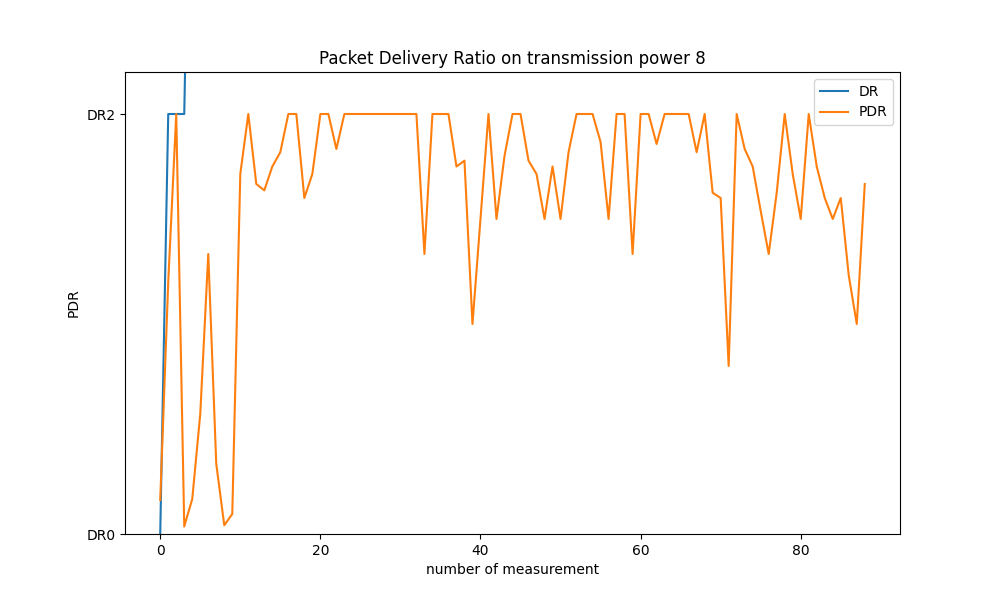 Packet Delivery Ratio on transmission power 8
DR
PDR
DR2
PDR
DR0
0 20 40 60 80
number of measurement